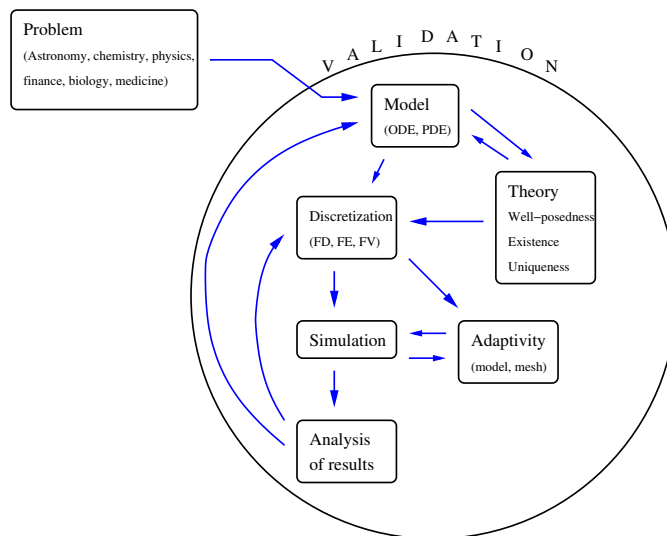 Problem
(Astronomy, chemistry, physics,
finance, biology, medicine)
V A L I D A T I O N
Model
(ODE, PDE)
Theory
Well−posedness
Existence
Uniqueness
Discretization
(FD, FE, FV)
Simulation
Adaptivity
(model, mesh)
Analysis
of results